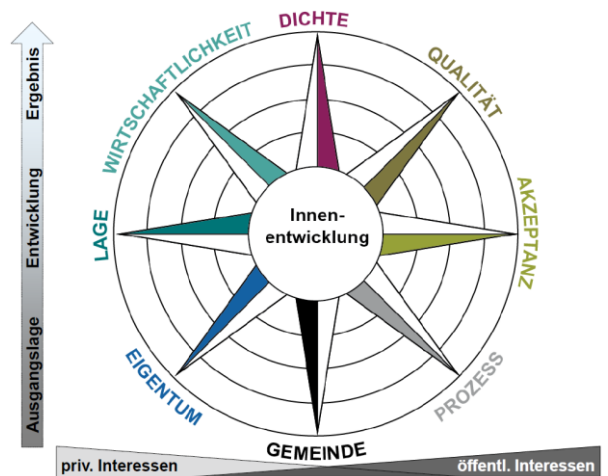 DICHTE
WIRTSCHAFTLICHKEIT
QUALITÄT
Ergebnis
Entwicklung
Ausgangslage
LAGE
Innen-
entwicklung
AKZEPTANZ
EIGENTUM
PROZESS
GEMEINDE
priv. Interessen
öffentl. Interessen